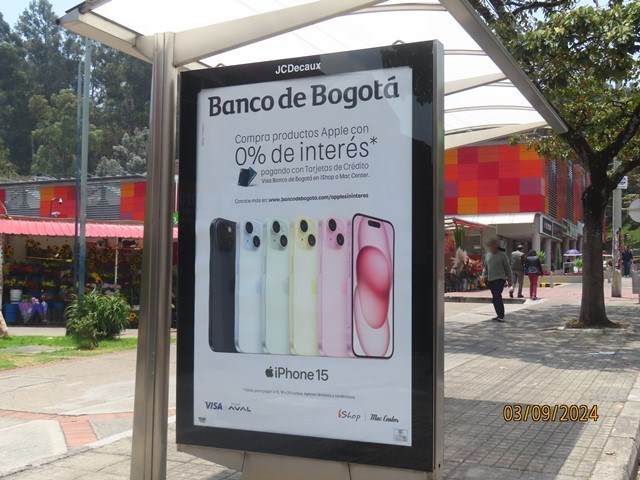 JCDecaux
Banco de Bogotá
Compra productos Apple con
0% de interés*
pagando con Tarjetas de Crédito
Visa Banco de Bogotá en iShop o Mac Center.
Conoce más en: www.bancodebogota.com/applesininteres
iPhone 15
VISA AVAL iShop Mac Center
03/09/2024